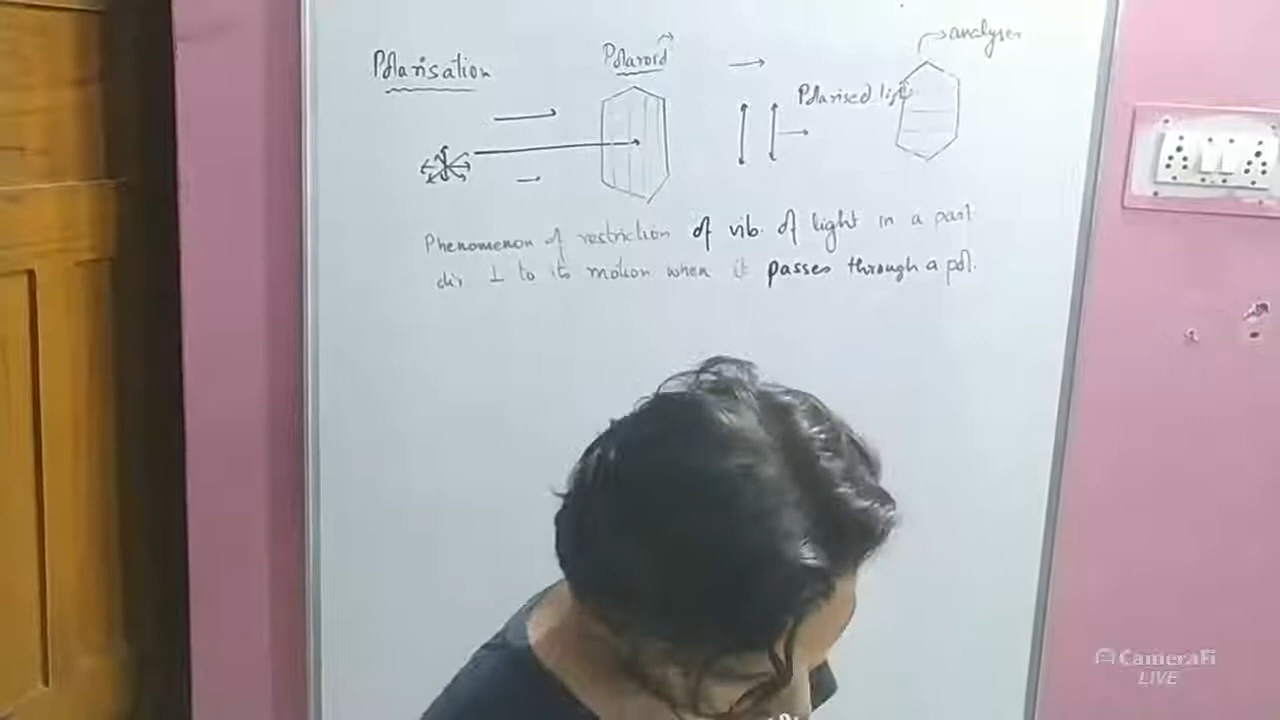 analyser
Polaroid
Polarisation
Polarised light
Phenomenon of restriction of vib. of light in a part
dir ⊥ to its motion when it passes through a pol.
CameraFi
LIVE